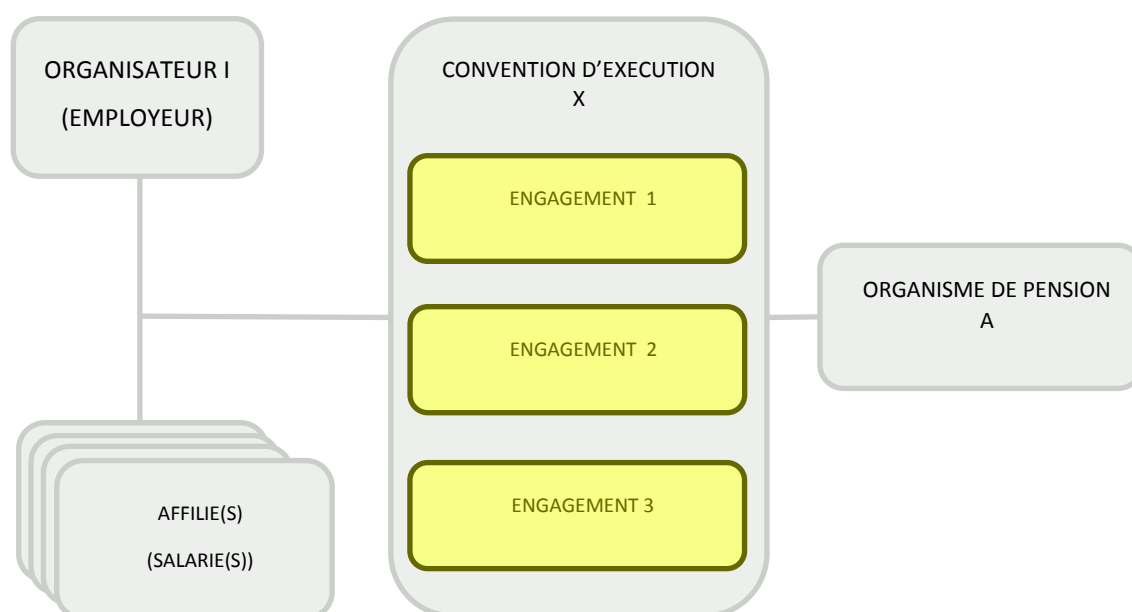 ORGANISATEUR I
(EMPLOYEUR)
CONVENTION D'EXECUTION
X
ENGAGEMENT 1
ENGAGEMENT 2
ENGAGEMENT 3
ORGANISME DE PENSION
A
AFFILIE(S)
(SALARIE(S))